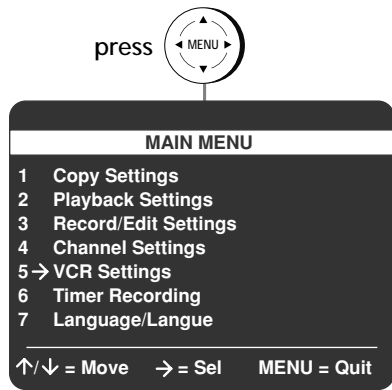 press
MENU
MAIN MENU
1 Copy Settings
2 Playback Settings
3 Record/Edit Settings
4 Channel Settings
5→VCR Settings
6 Timer Recording
7 Language/Langue
↑/↓ = Move → = Sel MENU = Quit